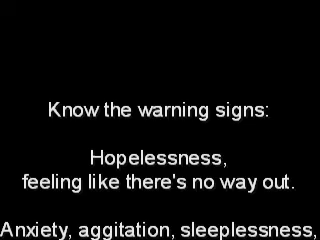 Know the warning signs:
Hopelessness,
feeling like there's no way out.
Anxiety, aggitation, sleeplessness,